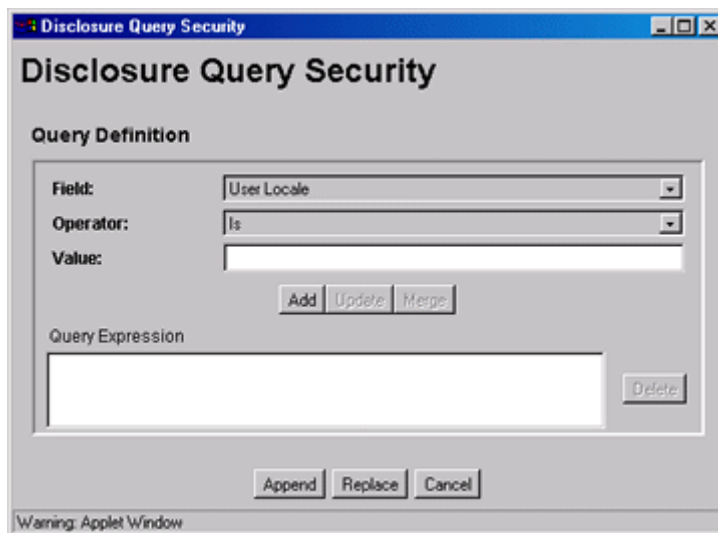 Disclosure Query Security
Disclosure Query Security
Query Definition
Field: User Locale
Operator: Is
Value:
Add Update Merge
Query Expression
Delete
Append Replace Cancel
Warning: Applet Window